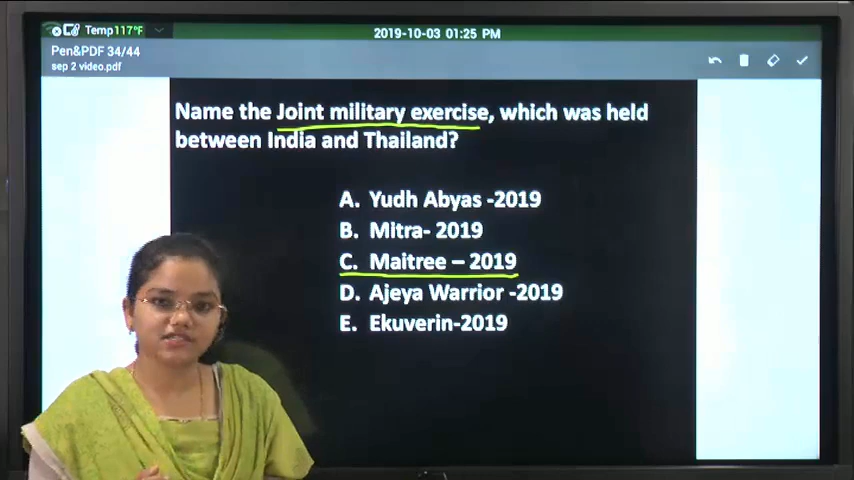 Temp117°F
2019-10-03 01:25 PM
Pen&PDF 34/44
sep 2 video.pdf
Name the Joint military exercise, which was held
between India and Thailand?
A. Yudh Abyas -2019
B. Mitra- 2019
C. Maitree – 2019
D. Ajeya Warrior -2019
E. Ekuverin-2019